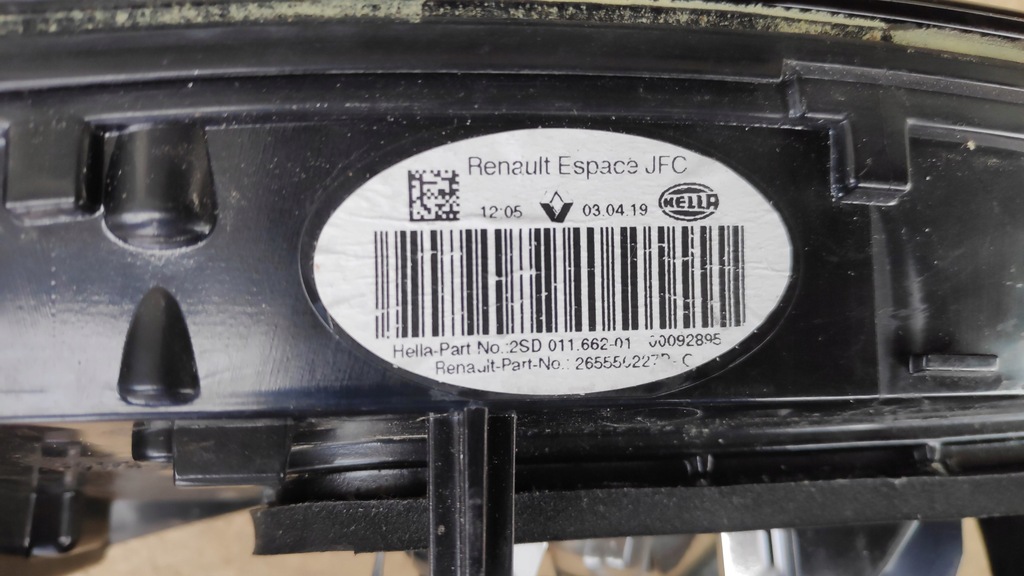 Renault Espace JFC
12:05 03.04.19 HELLA
Hella-Part No.:2SD 011.662-01 00092895
Renault-Part-No.: